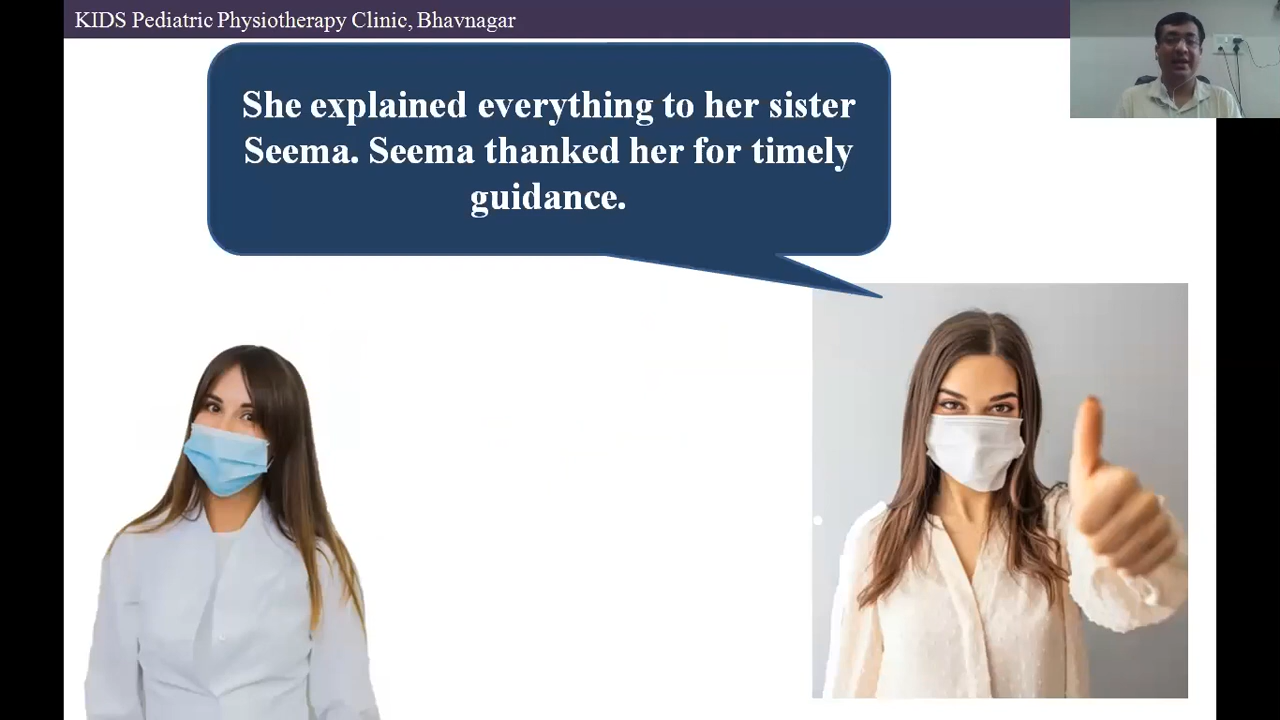 KIDS Pediatric Physiotherapy Clinic, Bhavnagar
She explained everything to her sister
Seema. Seema thanked her for timely
guidance.